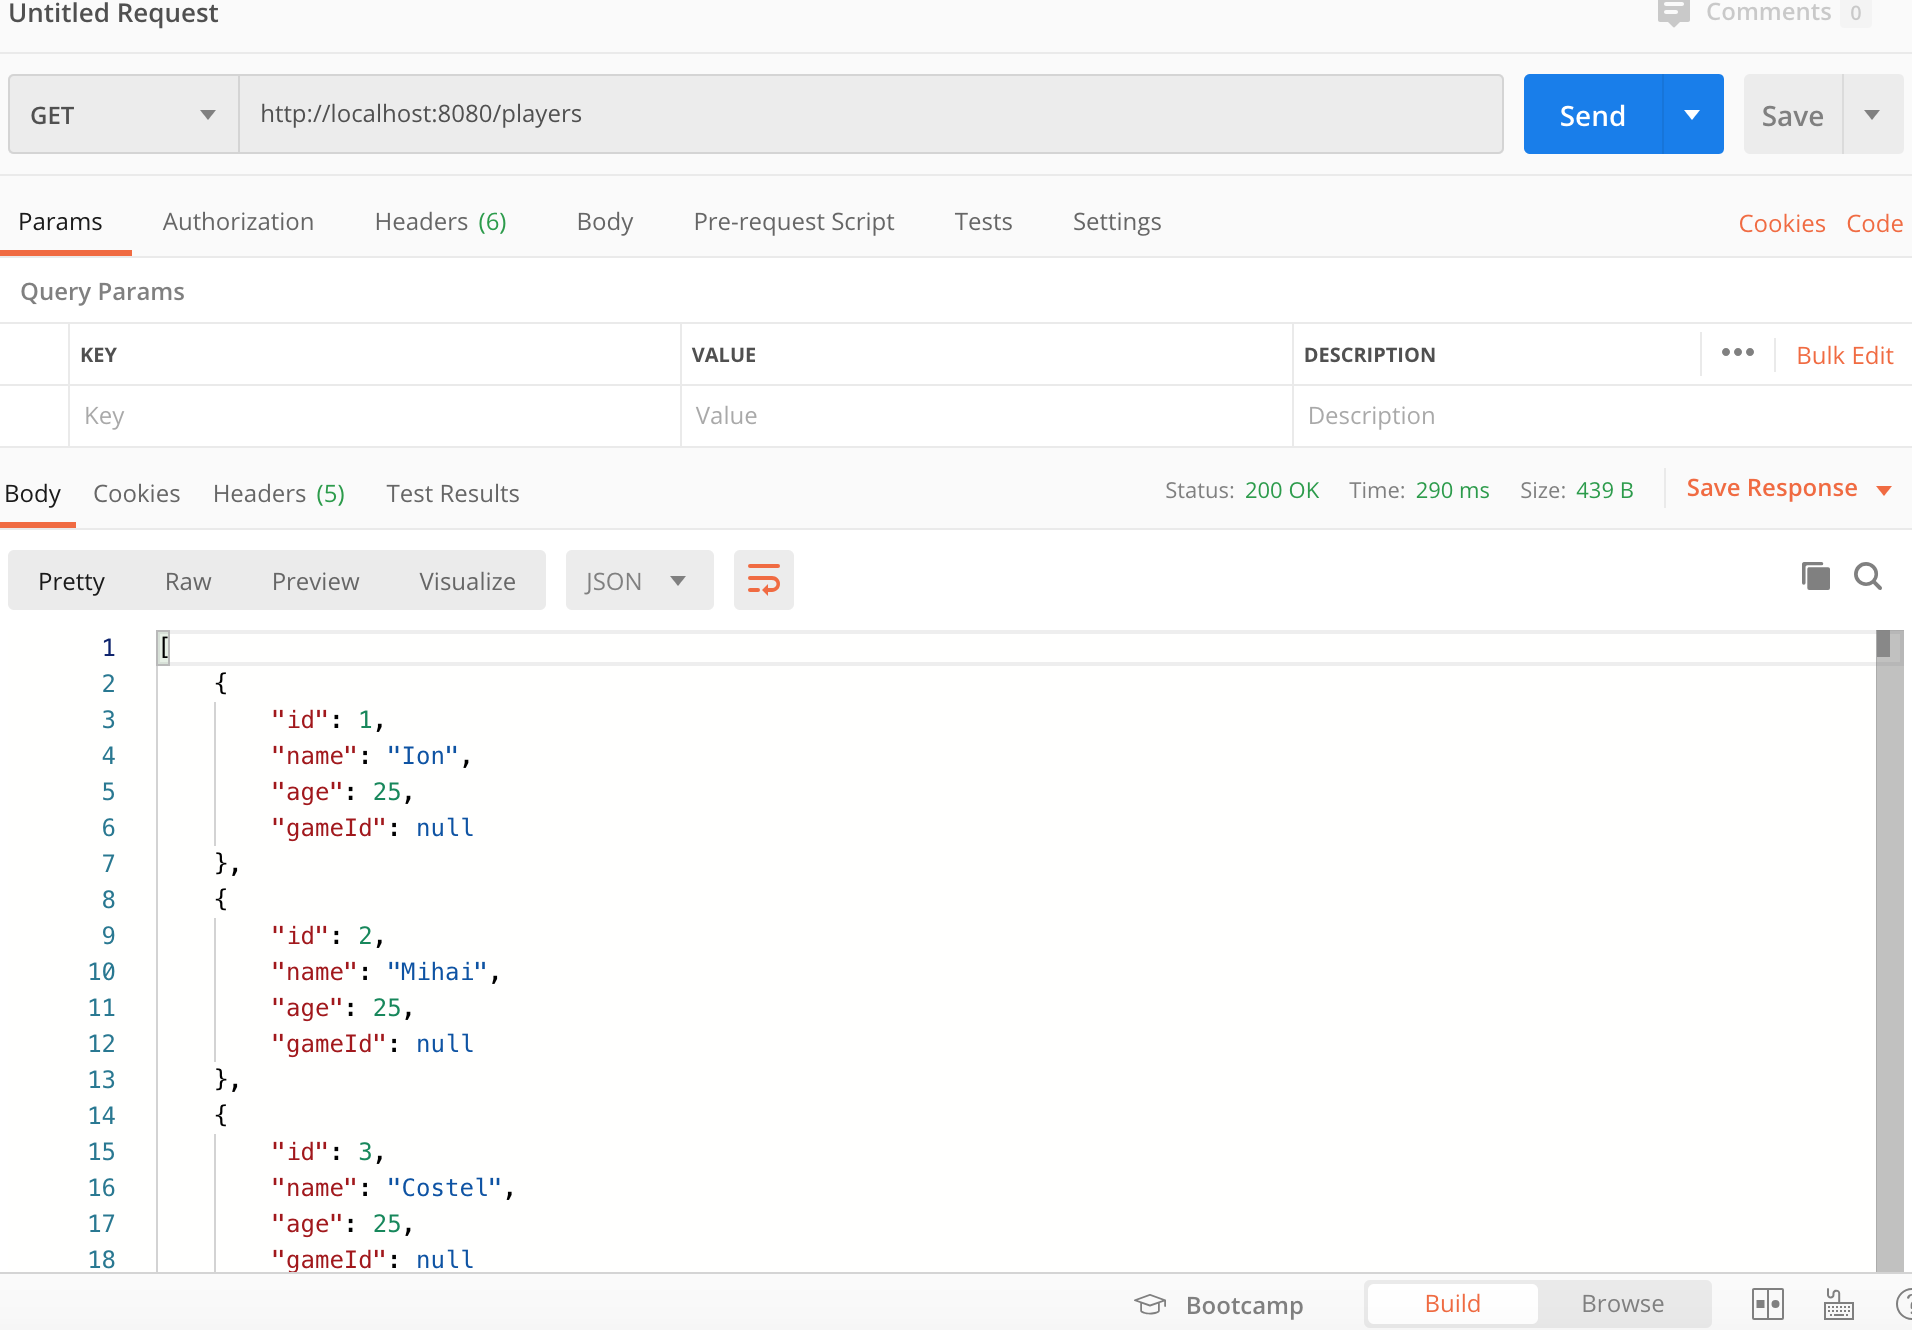 Untitled Request
Comments 0
GET http://localhost:8080/players Send Save
Params Authorization Headers (6) Body Pre-request Script Tests Settings Cookies Code
Query Params
KEY VALUE DESCRIPTION ••• Bulk Edit
Key Value Description
Body Cookies Headers (5) Test Results Status: 200 OK Time: 290 ms Size: 439 B Save Response
Pretty Raw Preview Visualize JSON
1 [
2 {
3 "id": 1,
4 "name": "Ion",
5 "age": 25,
6 "gameId": null
7 },
8 {
9 "id": 2,
10 "name": "Mihai",
11 "age": 25,
12 "gameId": null
13 },
14 {
15 "id": 3,
16 "name": "Costel",
17 "age": 25,
18 "gameId": null
Bootcamp Build Browse ?